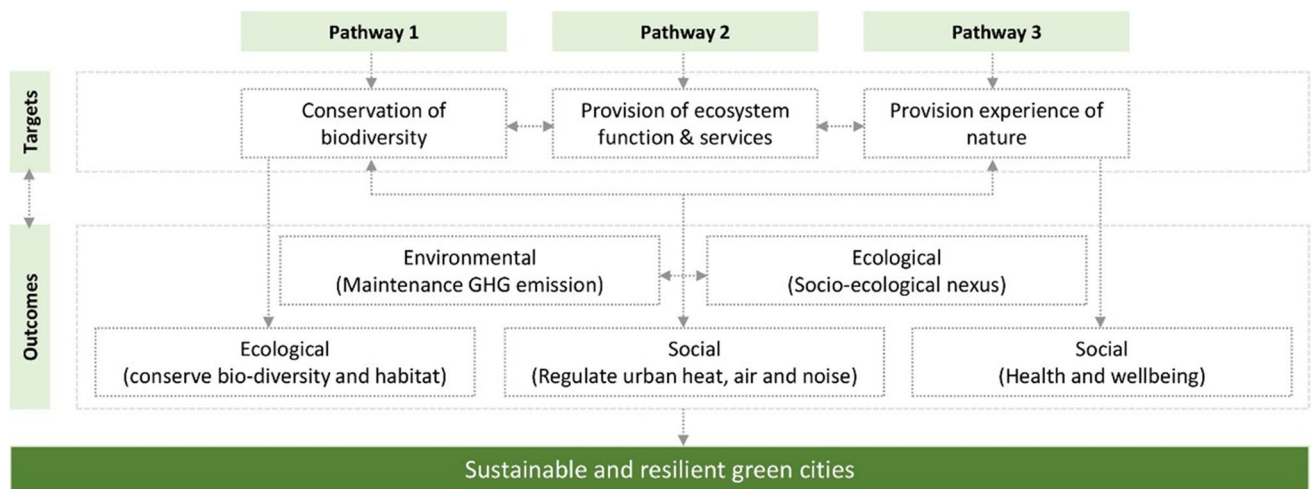 Pathway 1
Pathway 2
Pathway 3
Targets
Conservation of
biodiversity
Provision of ecosystem
function & services
Provision experience of
nature
Outcomes
Environmental
(Maintenance GHG emission)
Ecological
(Socio-ecological nexus)
Ecological
(conserve bio-diversity and habitat)
Social
(Regulate urban heat, air and noise)
Social
(Health and wellbeing)
Sustainable and resilient green cities